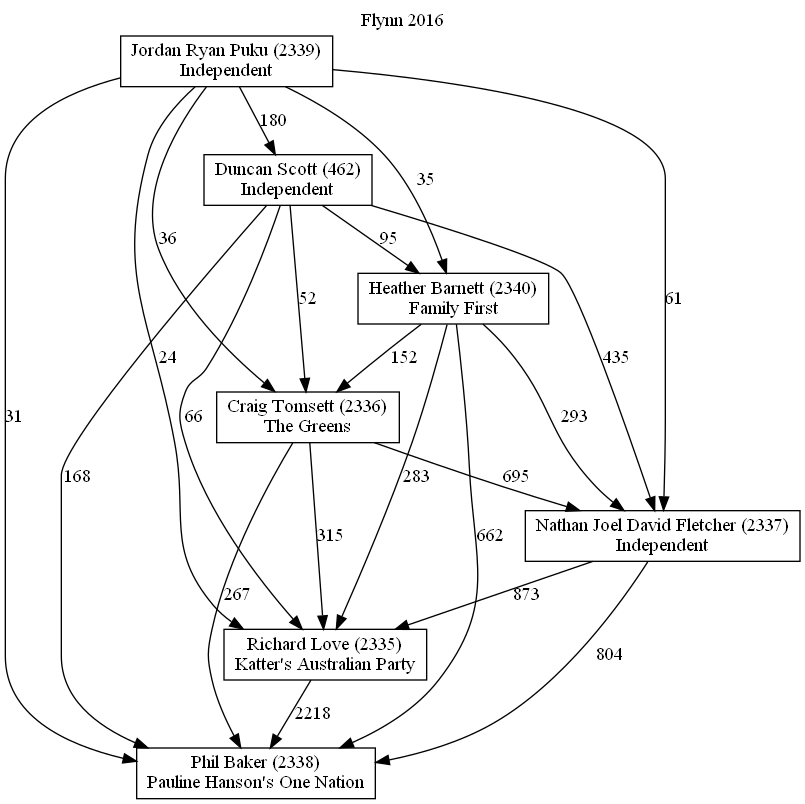 Flynn 2016
Jordan Ryan Puku (2339)
Independent
180
Duncan Scott (462)
Independent
35
36
95
Heather Barnett (2340)
Family First
52
61
24
152
435
Craig Tomsett (2336)
The Greens
31
66
293
168
283
695
Nathan Joel David Fletcher (2337)
Independent
315
662
267
873
Richard Love (2335)
Katter's Australian Party
804
2218
Phil Baker (2338)
Pauline Hanson's One Nation